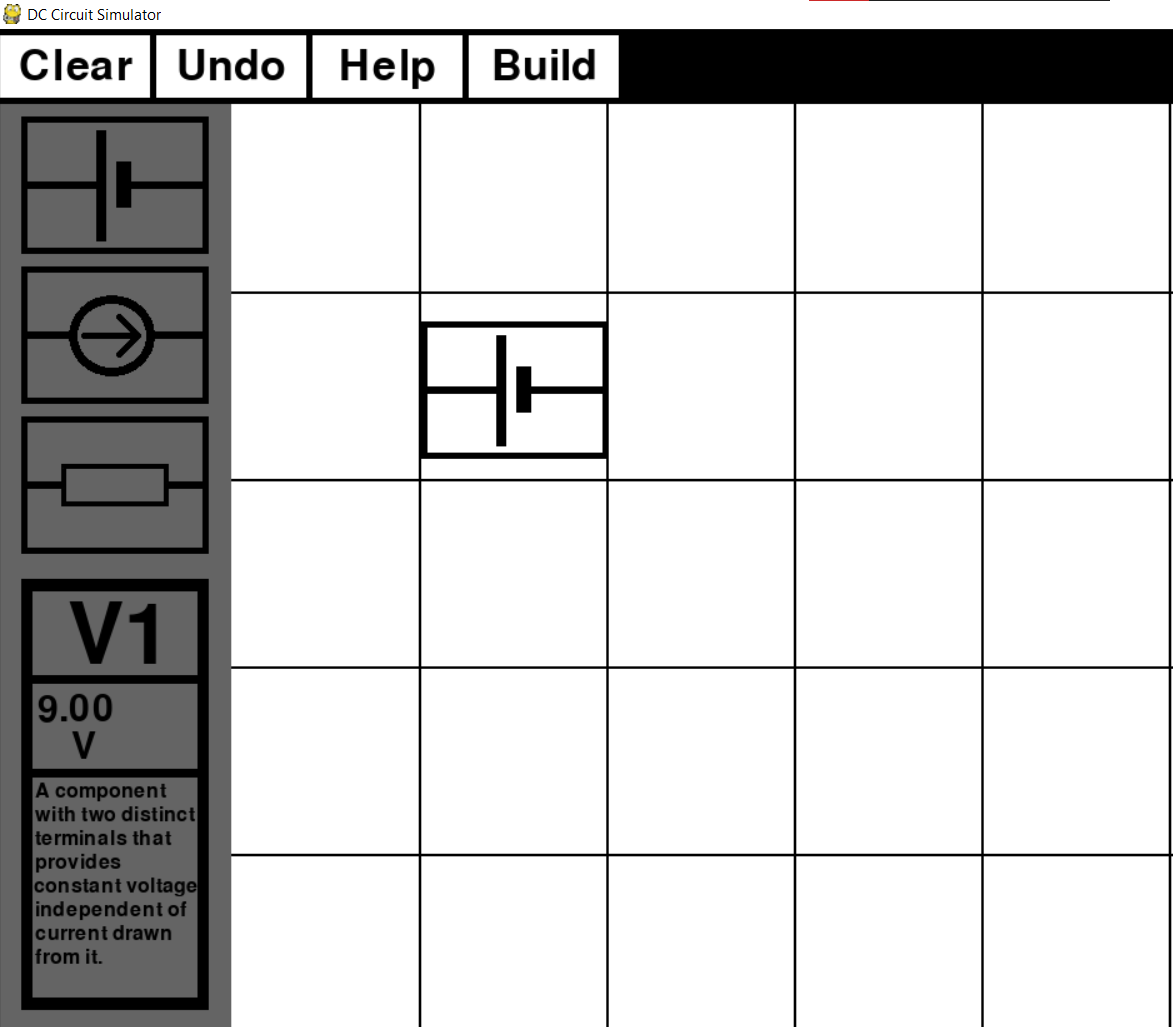 DC Circuit Simulator
Clear Undo Help Build
V1
9.00
V
A component
with two distinct
terminals that
provides
constant voltage
independent of
current drawn
from it.